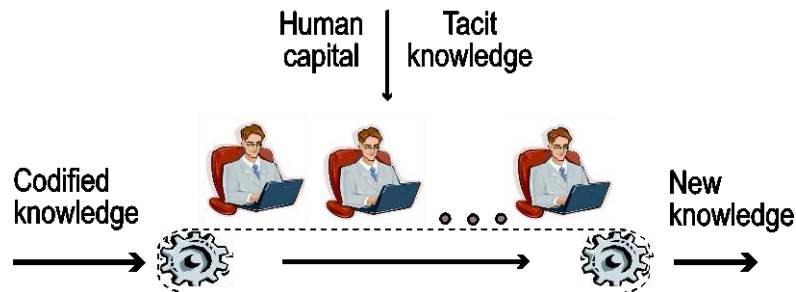 Human
capital
Tacit
knowledge
Codified
knowledge
New
knowledge